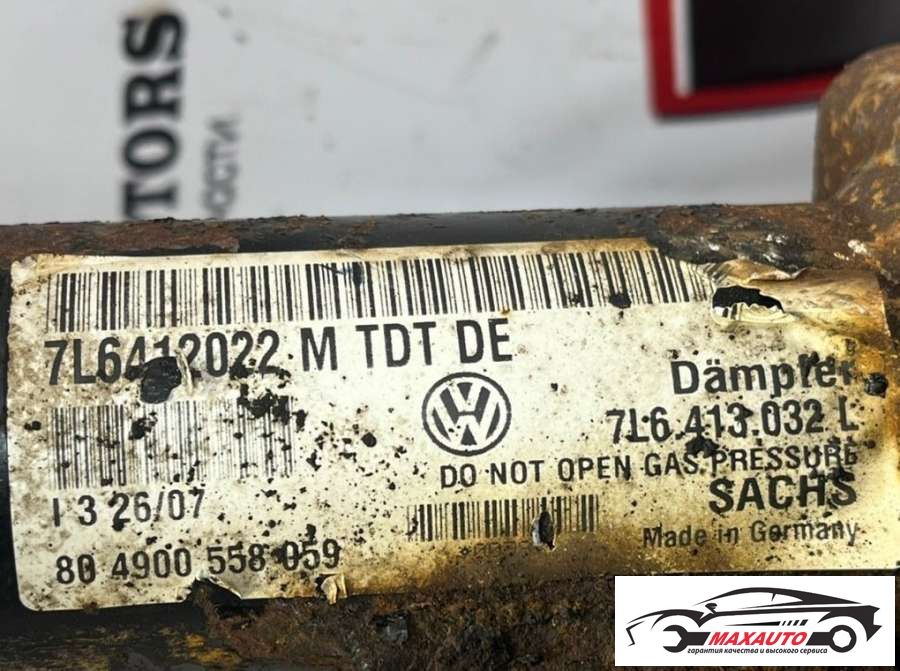 TORS
НОСТИ
7L6412022 M TDT DE
Dämpfer
7L6 413 032 L
DO NOT OPEN GAS PRESSURE
I 3 26/07
SACHS
80 4900 558 059
Made in Germany
MAXAUTO
гарантия качества и высокого сервиса